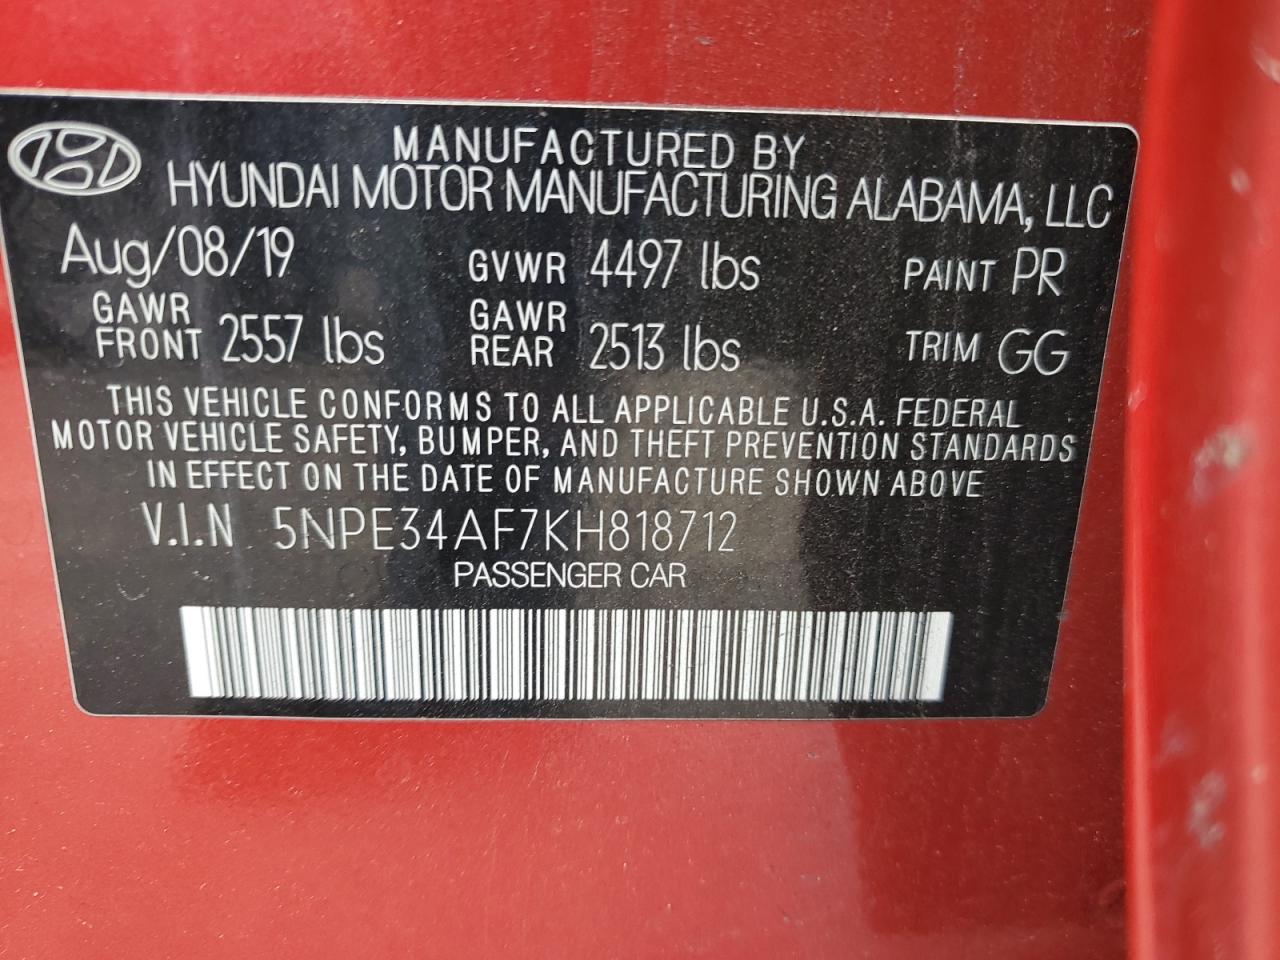 MANUFACTURED BY
HYUNDAI MOTOR MANUFACTURING ALABAMA, LLC
Aug/08/19 GVWR 4497 lbs PAINT PR
GAWR FRONT 2557 lbs GAWR REAR 2513 lbs TRIM GG
THIS VEHICLE CONFORMS TO ALL APPLICABLE U.S.A. FEDERAL
MOTOR VEHICLE SAFETY, BUMPER, AND THEFT PREVENTION STANDARDS
IN EFFECT ON THE DATE OF MANUFACTURE SHOWN ABOVE
V.I.N 5NPE34AF7KH818712
PASSENGER CAR